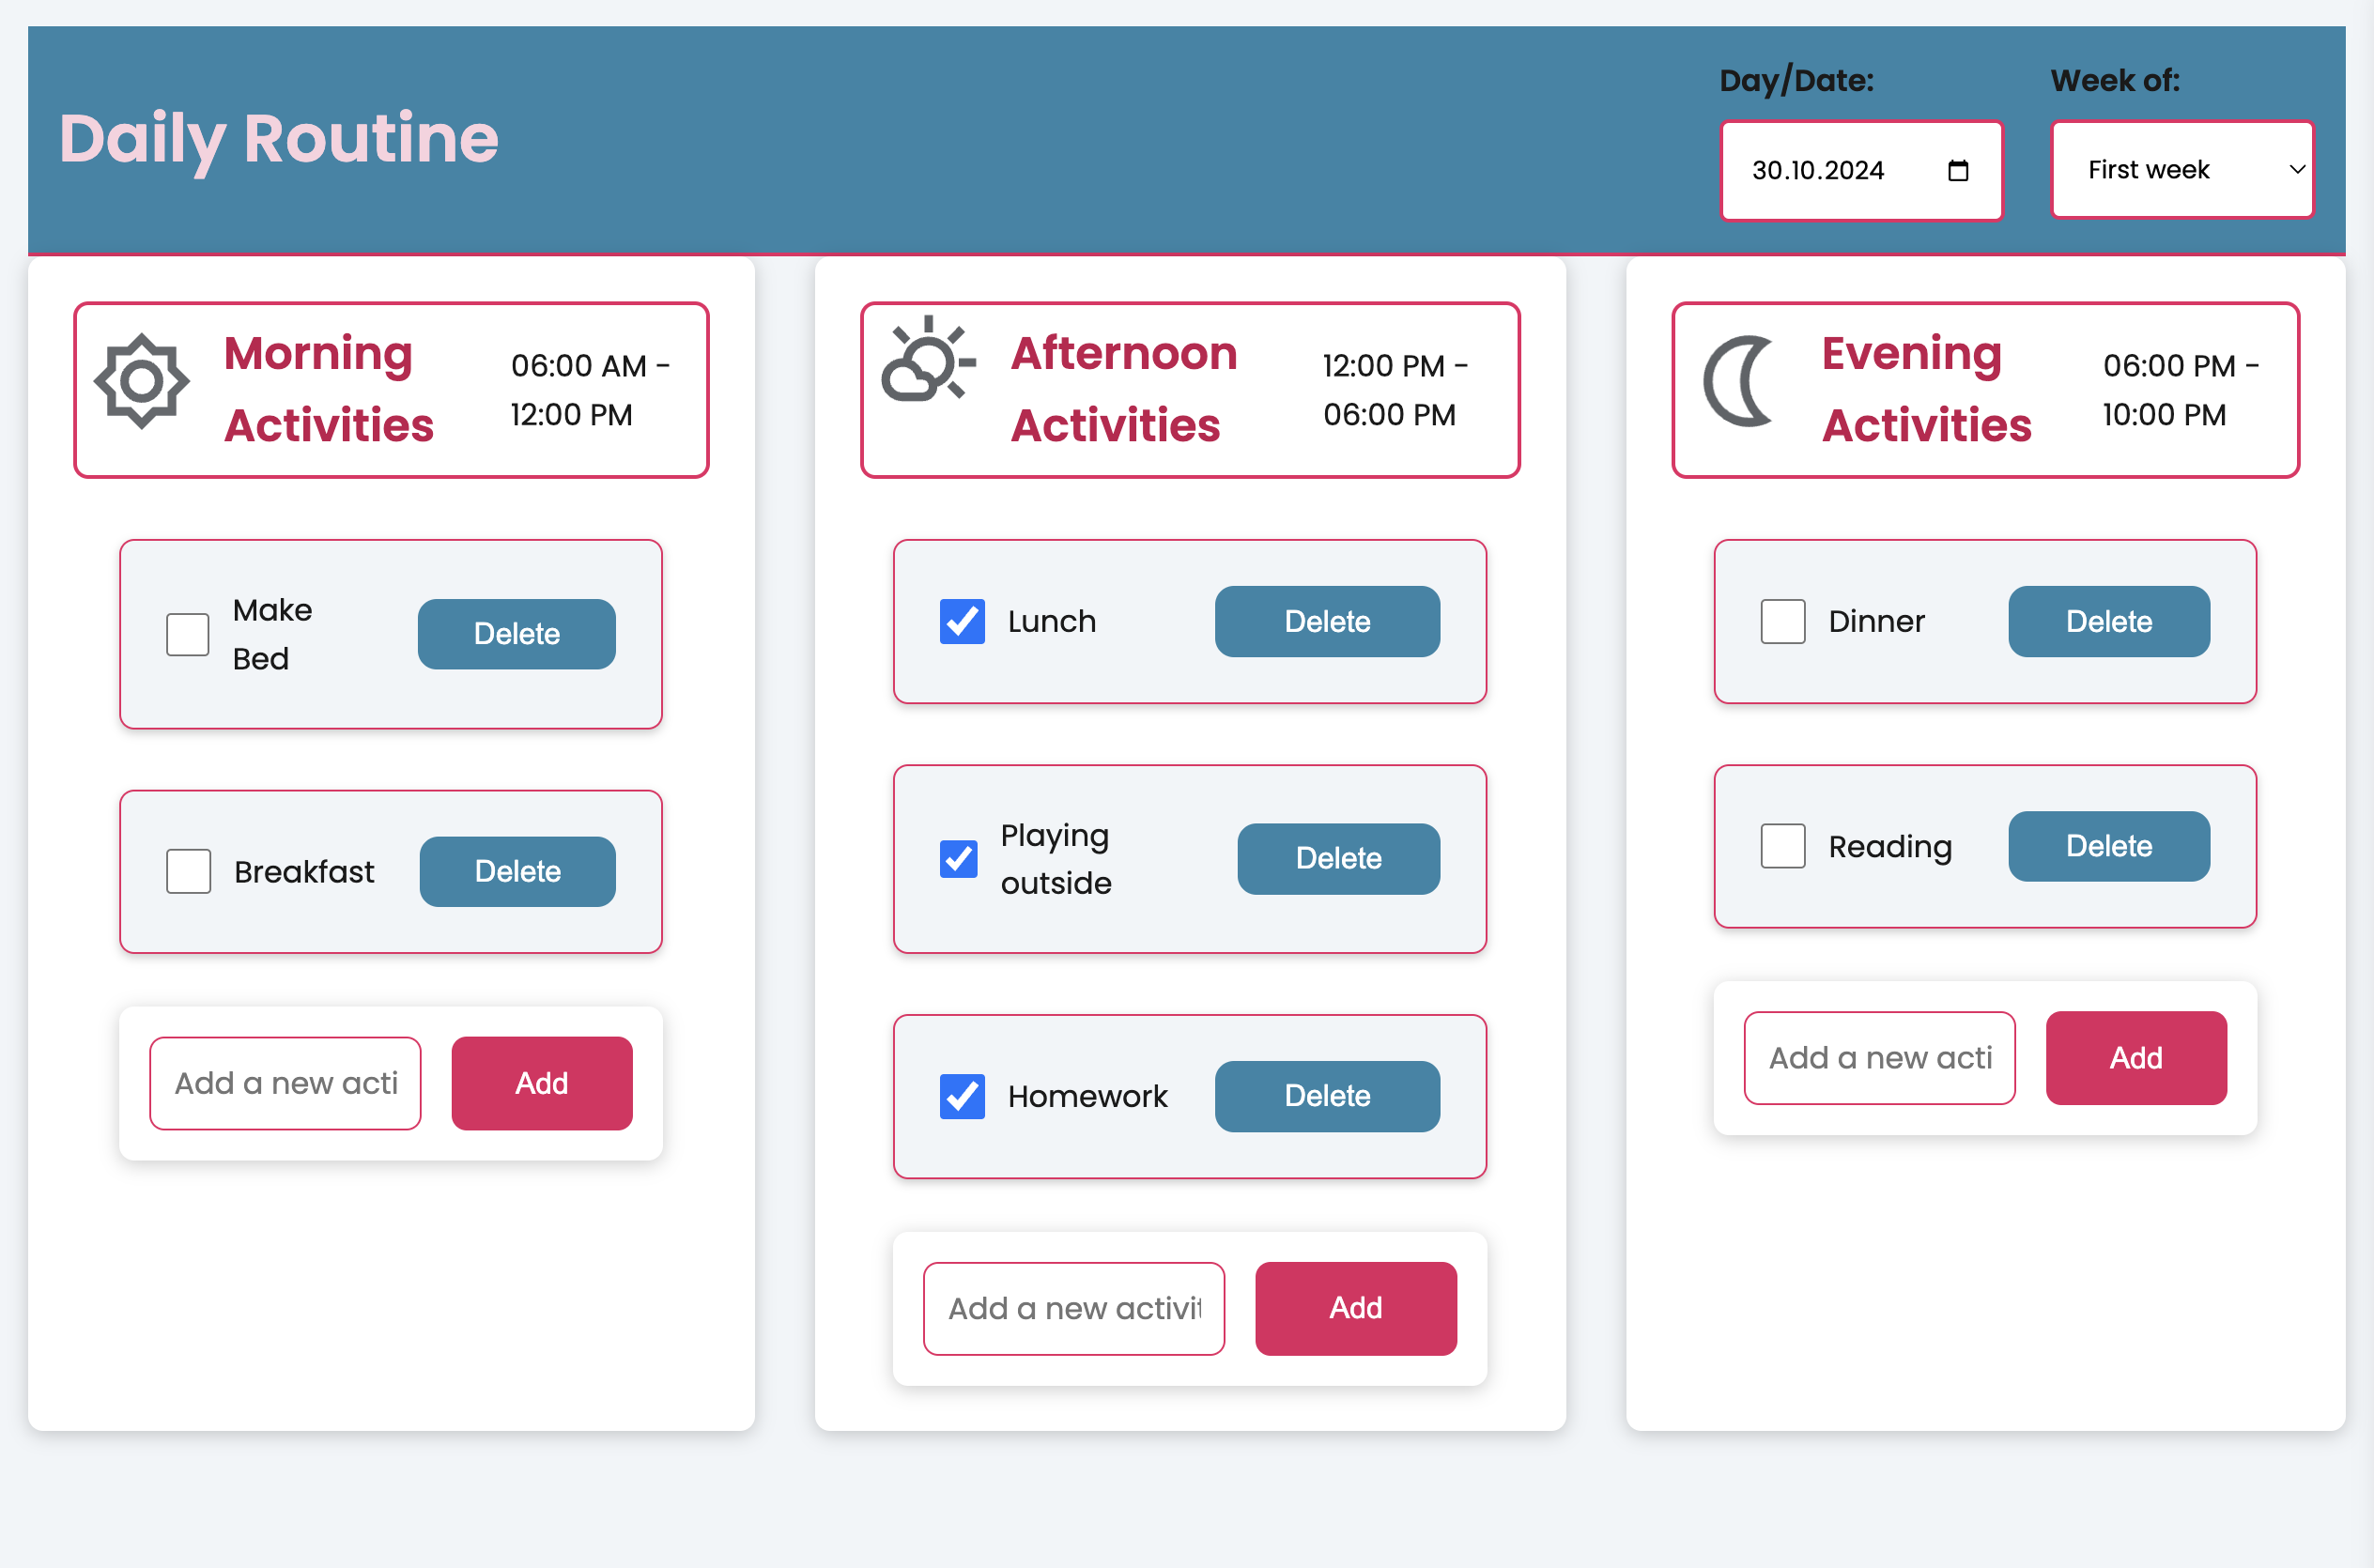 Daily Routine
Day/Date:
30.10.2024
Week of:
First week
Morning
Activities
06:00 AM -
12:00 PM
Make
Bed
Delete
Breakfast
Delete
Add a new acti
Add
Afternoon
Activities
12:00 PM -
06:00 PM
Lunch
Delete
Playing
outside
Delete
Homework
Delete
Add a new activit
Add
Evening
Activities
06:00 PM -
10:00 PM
Dinner
Delete
Reading
Delete
Add a new acti
Add